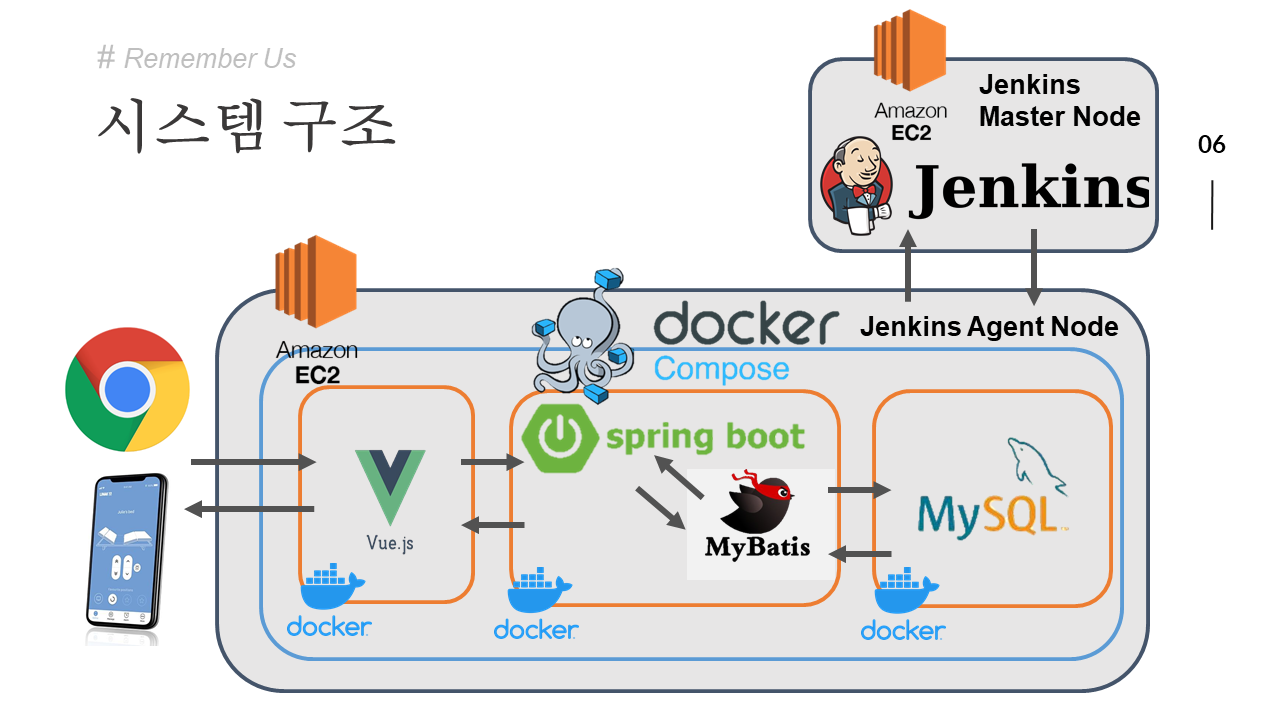 # Remember Us
시스템 구조
06
Amazon
EC2
Jenkins
Master Node
Jenkins
Amazon
EC2
docker
Compose
Jenkins Agent Node
Vue.js
docker
spring boot
MyBatis
docker
MySQL
docker